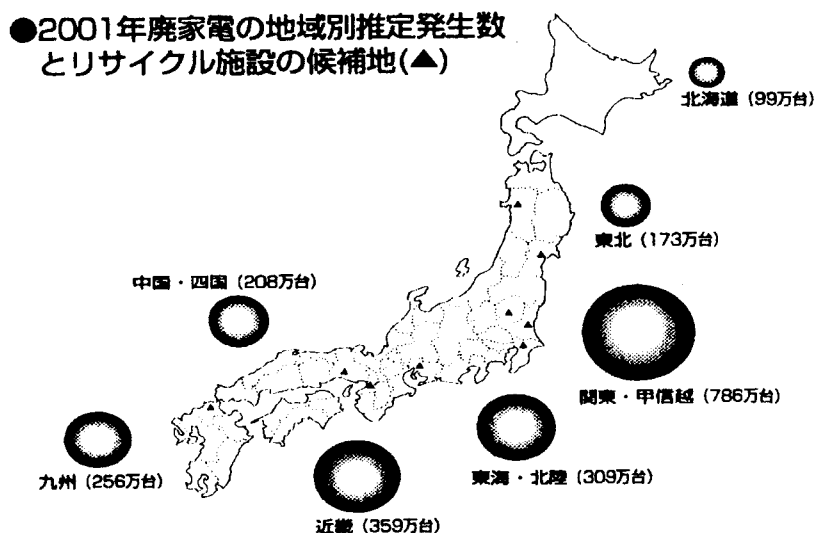 ●2001年廃家電の地域別推定発生数
とリサイクル施設の候補地(▲)
北海道（99万台）
東北（173万台）
中国・四国（208万台）
関東・甲信越（786万台）
九州（256万台）
東海・北陸（309万台）
近畿（359万台）